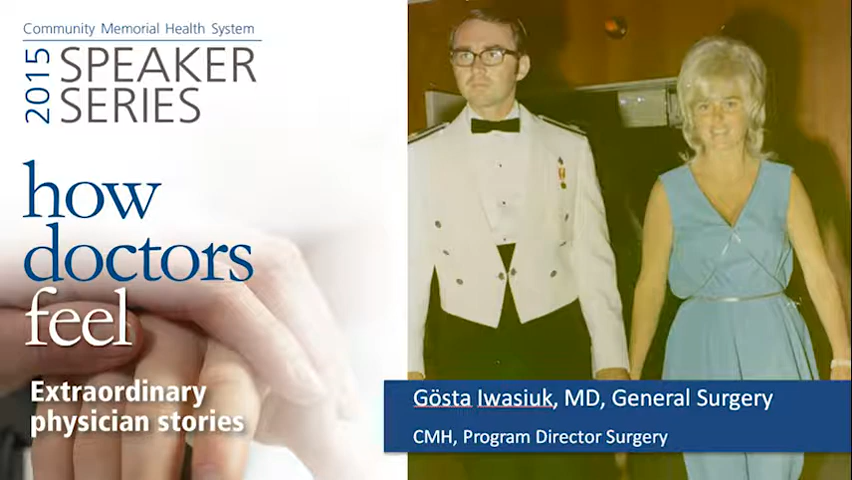 Community Memorial Health System
2015 SPEAKER
SERIES
how
doctors
feel
Extraordinary
physician stories
Gösta Iwasiuk, MD, General Surgery
CMH, Program Director Surgery